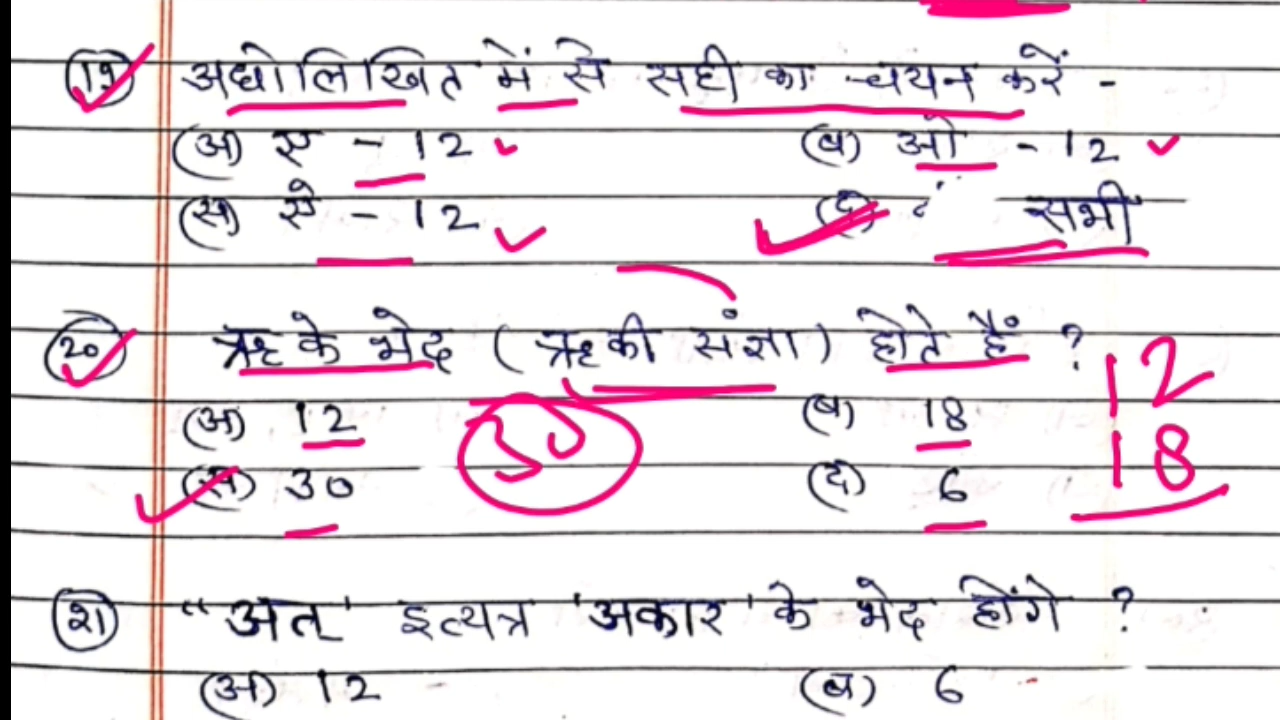 (19) अधोलिखित में से सही का चयन करें -
(अ) ए - 12 (ब) ओ - 12
(स) ऐ - 12 (द) सभी
(20) ऋ के भेद (ऋ की संज्ञा) होते हैं ?
12
(अ) 12 30 (ब) 18
18
(स) 30 (द) 6
(21) "अत्' इत्यत्र 'अकार' के भेद होंगे ?
(अ) 12 (ब) 6